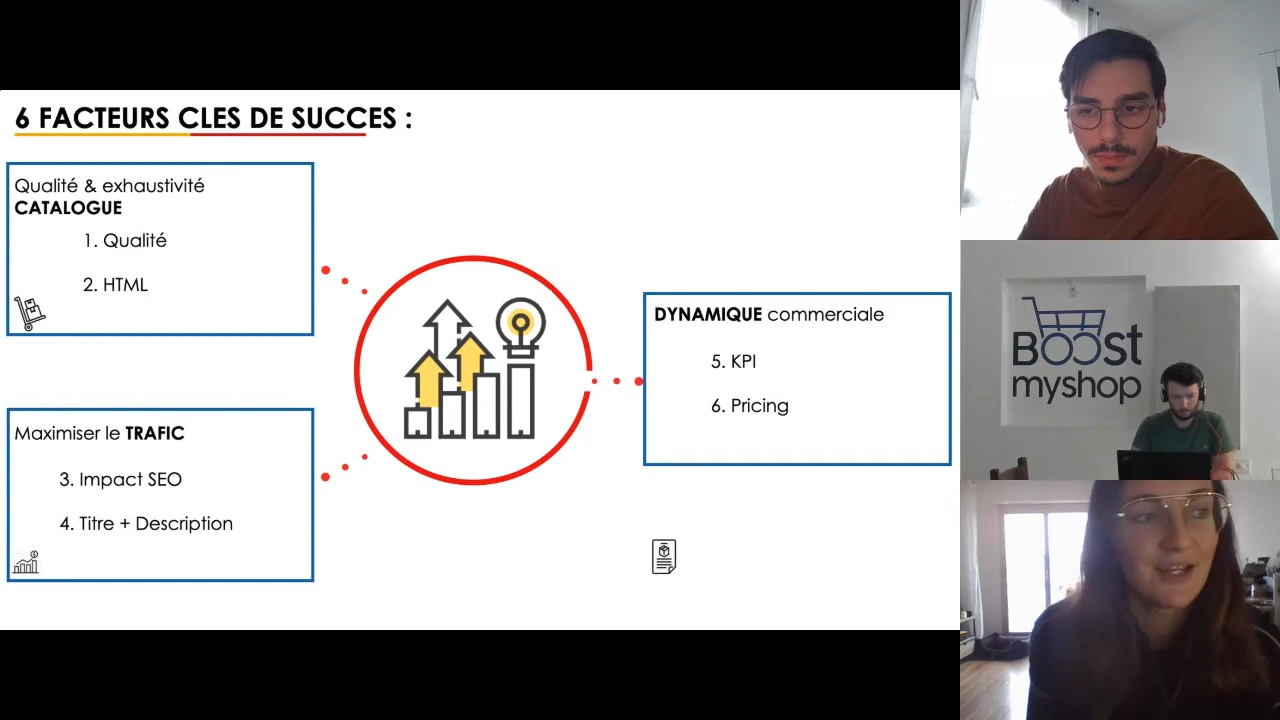 6 FACTEURS CLES DE SUCCES :
Qualité & exhaustivité
CATALOGUE
1. Qualité
2. HTML
Maximiser le TRAFIC
3. Impact SEO
4. Titre + Description
DYNAMIQUE commerciale
5. KPI
6. Pricing
BOOst
myshop